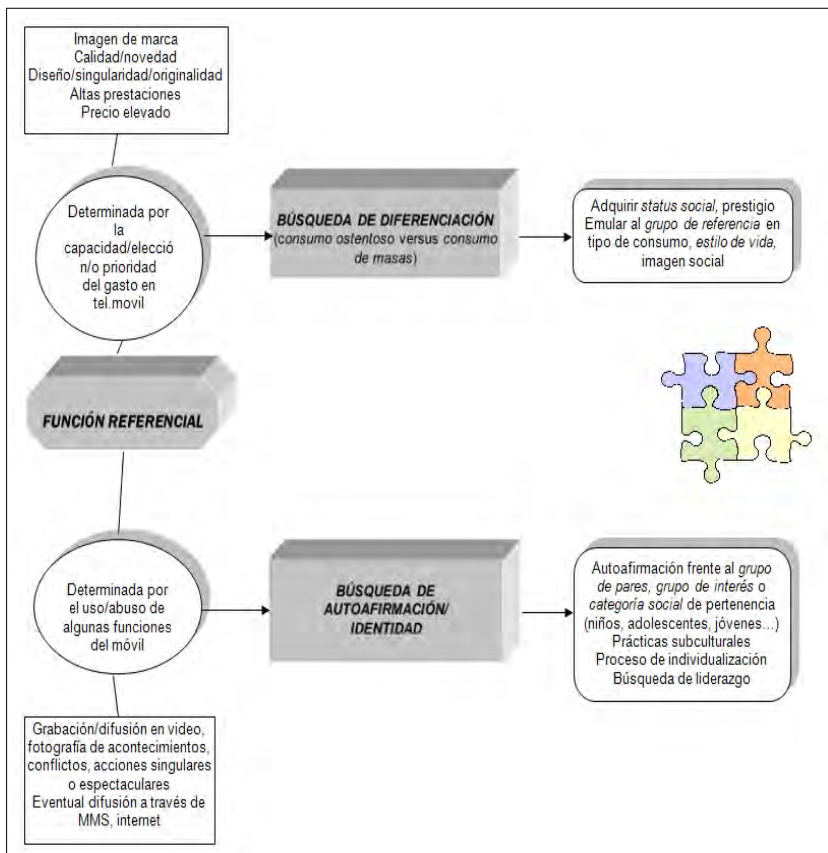 Imagen de marca
Calidad/novedad
Diseño/singularidad/originalidad
Altas prestaciones
Precio elevado
Determinada por
la
capacidad/elecció
n/o prioridad
del gasto en
tel.movil
BÚSQUEDA DE DIFERENCIACIÓN
(consumo ostentoso versus consumo
de masas)
Adquirir status social, prestigio
Emular al grupo de referencia en
tipo de consumo, estilo de vida,
imagen social
FUNCIÓN REFERENCIAL
Determinada por
el uso/abuso de
algunas funciones
del móvil
BÚSQUEDA DE
AUTOAFIRMACIÓN/
IDENTIDAD
Autoafirmación frente al grupo
de pares, grupo de interés o
categoría social de pertenencia
(niños, adolescentes, jóvenes...)
Prácticas subculturales
Proceso de individualización
Búsqueda de liderazgo
Grabación/difusión en video,
fotografía de acontecimientos,
conflictos, acciones singulares
o espectaculares
Eventual difusión a través de
MMS, internet